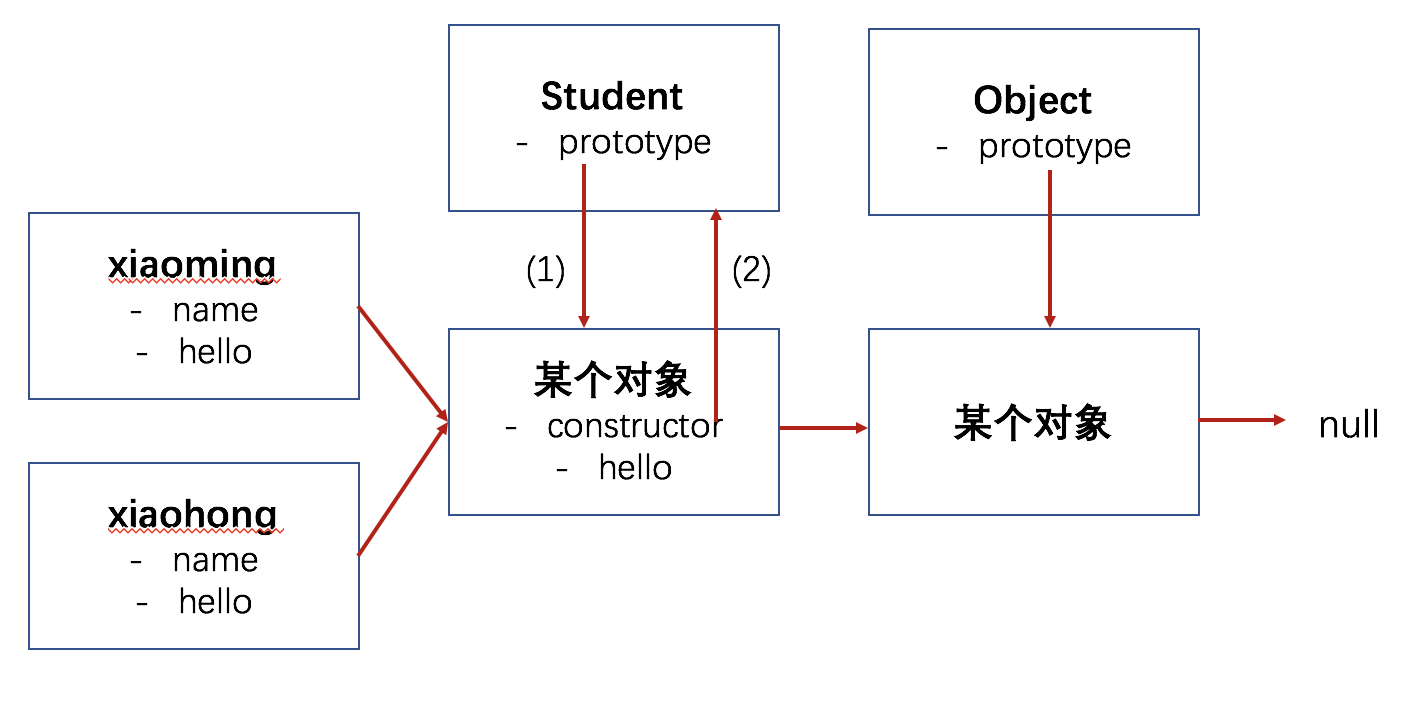 Student
- prototype
Object
- prototype
xiaoming
- name
- hello
(1)
(2)
某个对象
- constructor
- hello
某个对象
null
xiaohong
- name
- hello